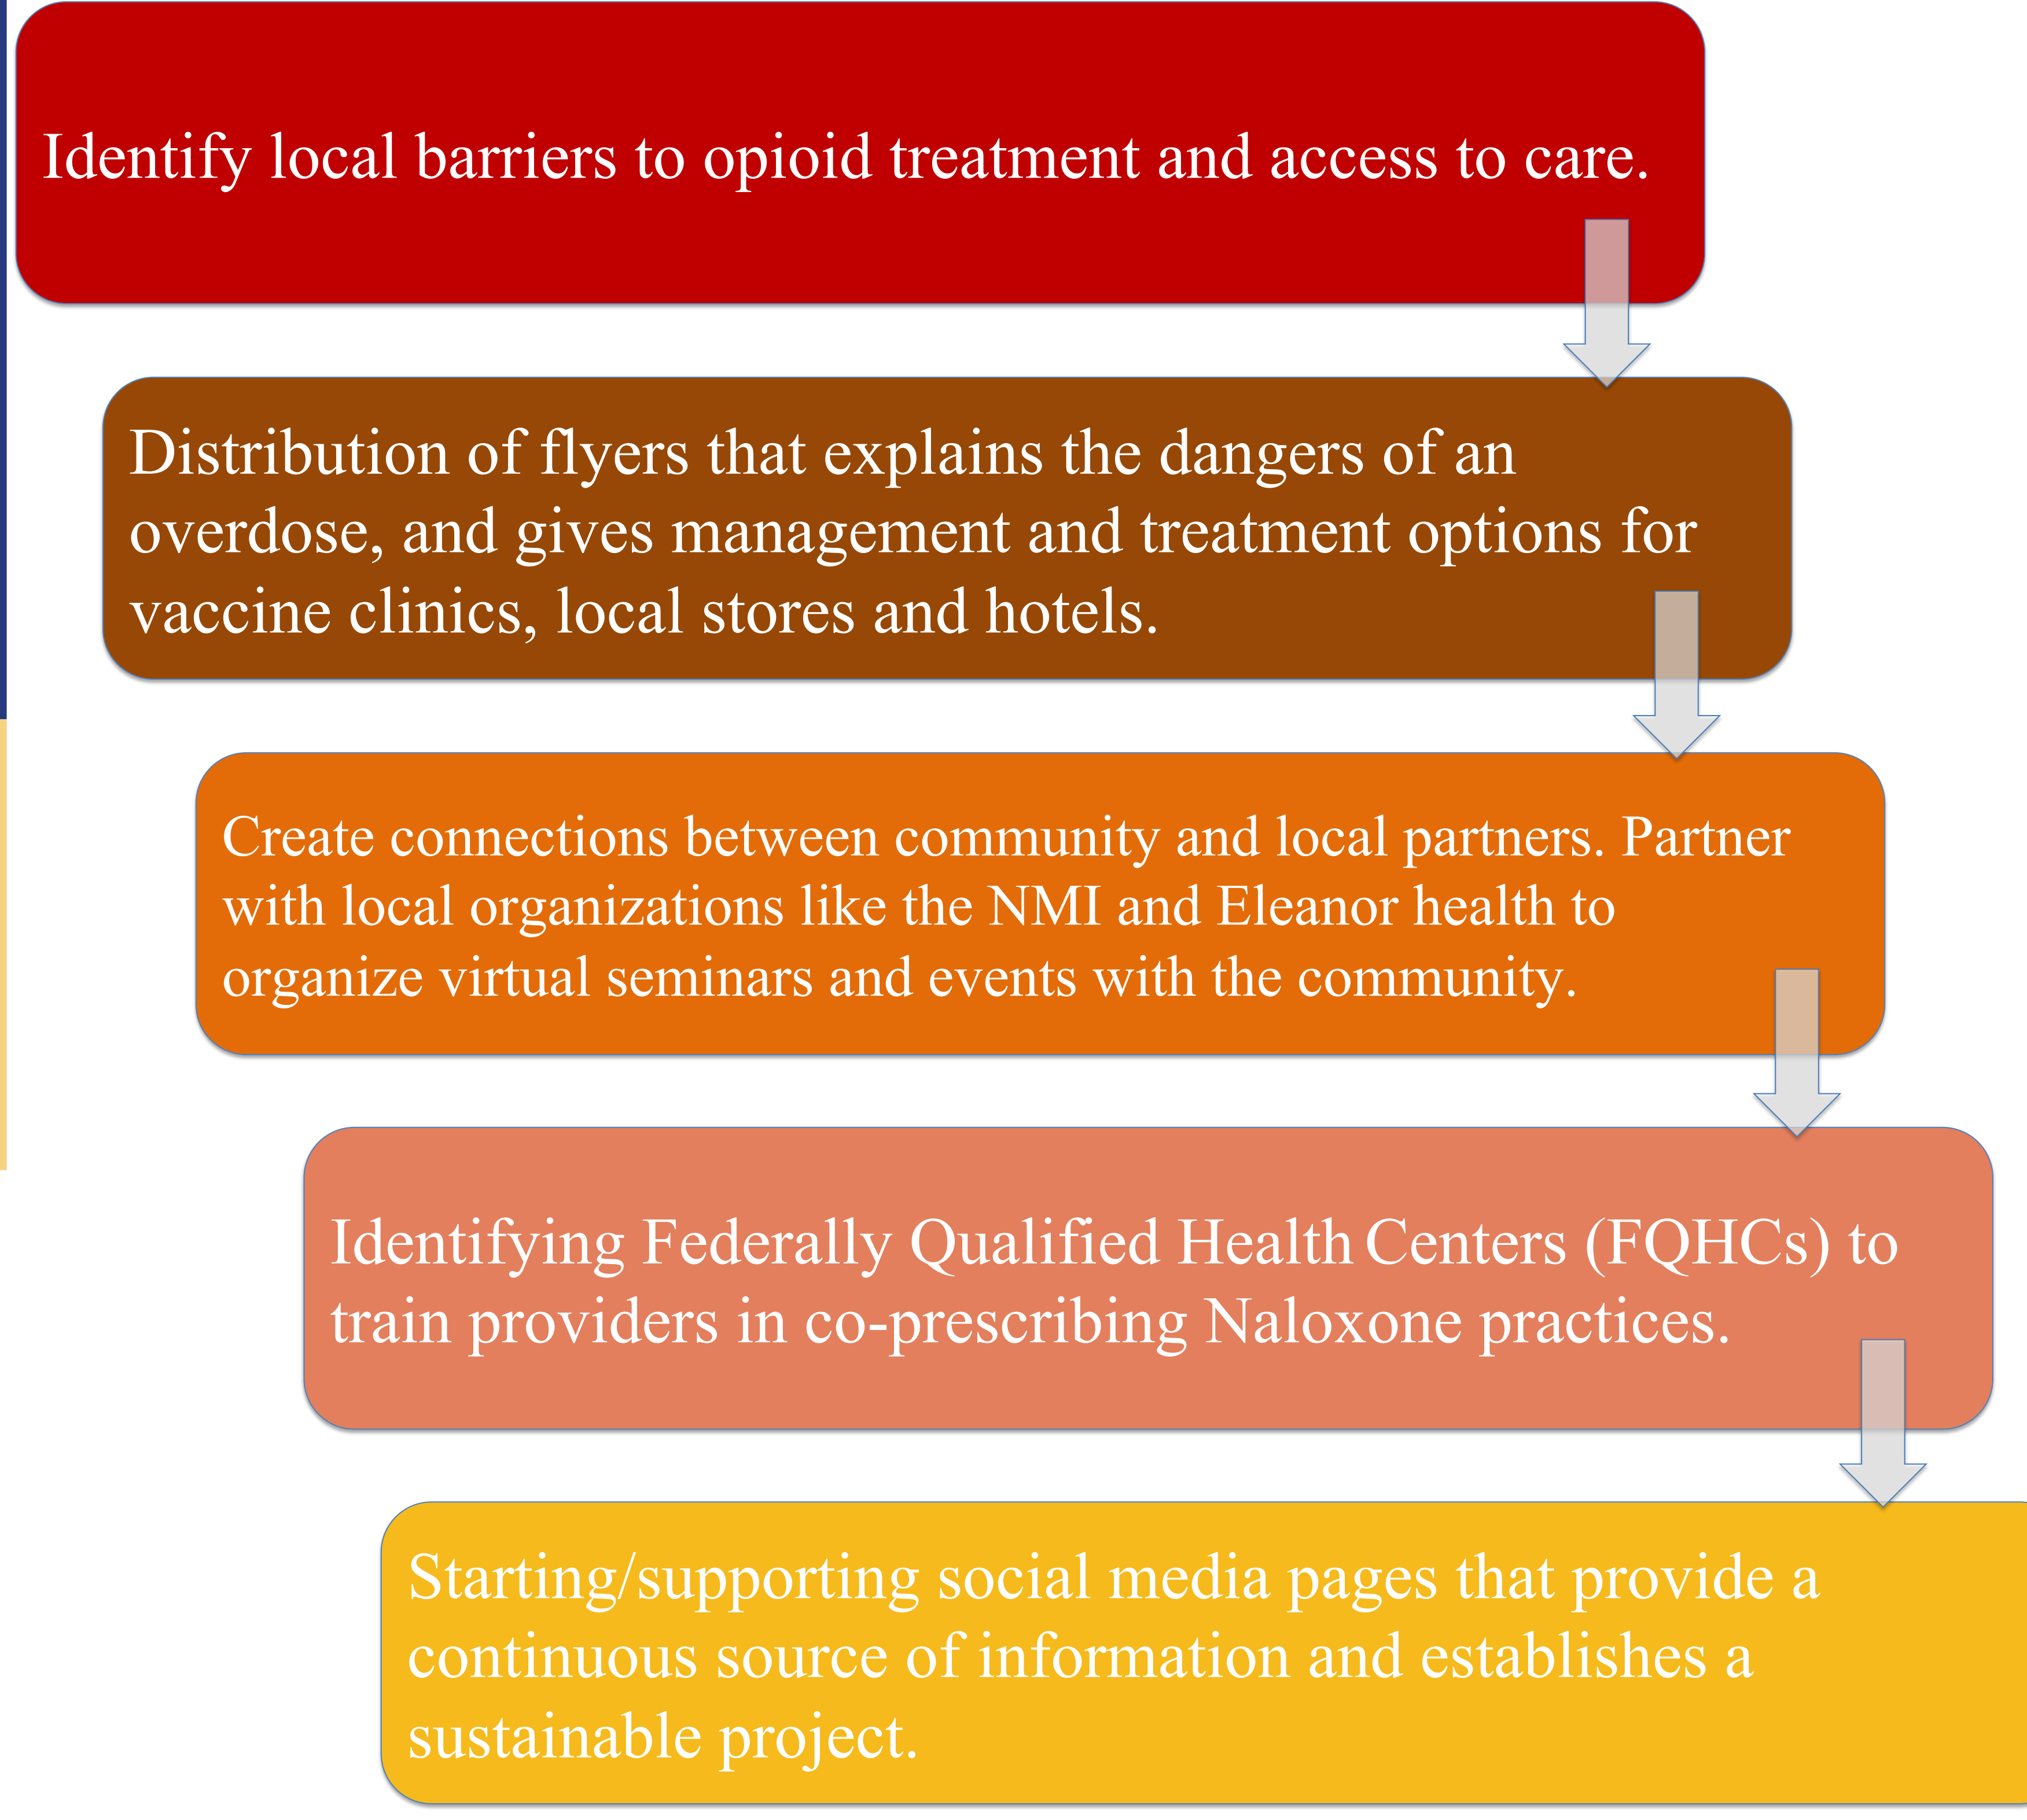 Identify local barriers to opioid treatment and access to care.
Distribution of flyers that explains the dangers of an
overdose, and gives management and treatment options for
vaccine clinics, local stores and hotels.
Create connections between community and local partners. Partner
with local organizations like the NMI and Eleanor health to
organize virtual seminars and events with the community.
Identifying Federally Qualified Health Centers (FQHCs) to
train providers in co-prescribing Naloxone practices.
Starting/supporting social media pages that provide a
continuous source of information and establishes a
sustainable project.